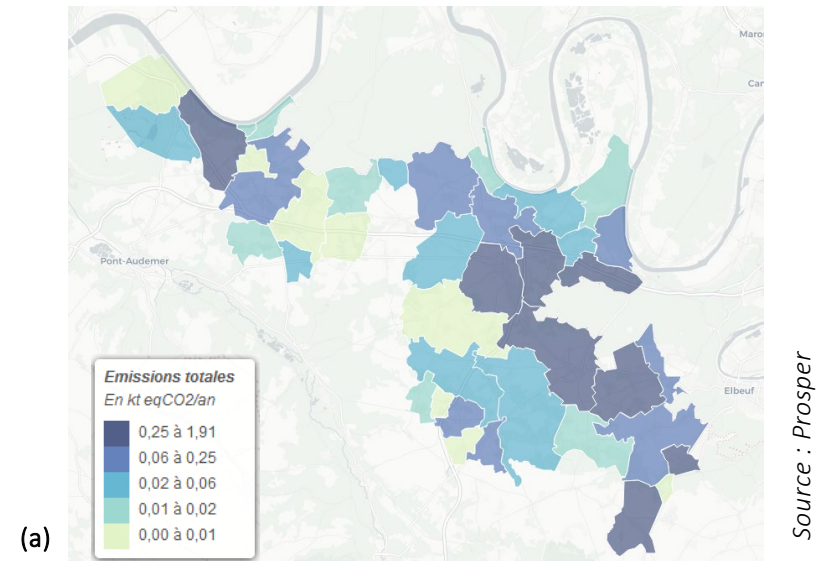 Maro
Car
Pont-Audemer
Elbeuf
Emissions totales
En kt eqCO2/an
0,25 à 1,91
0,06 à 0,25
0,02 à 0,06
0,01 à 0,02
0,00 à 0,01
(a)
Source : Prosper